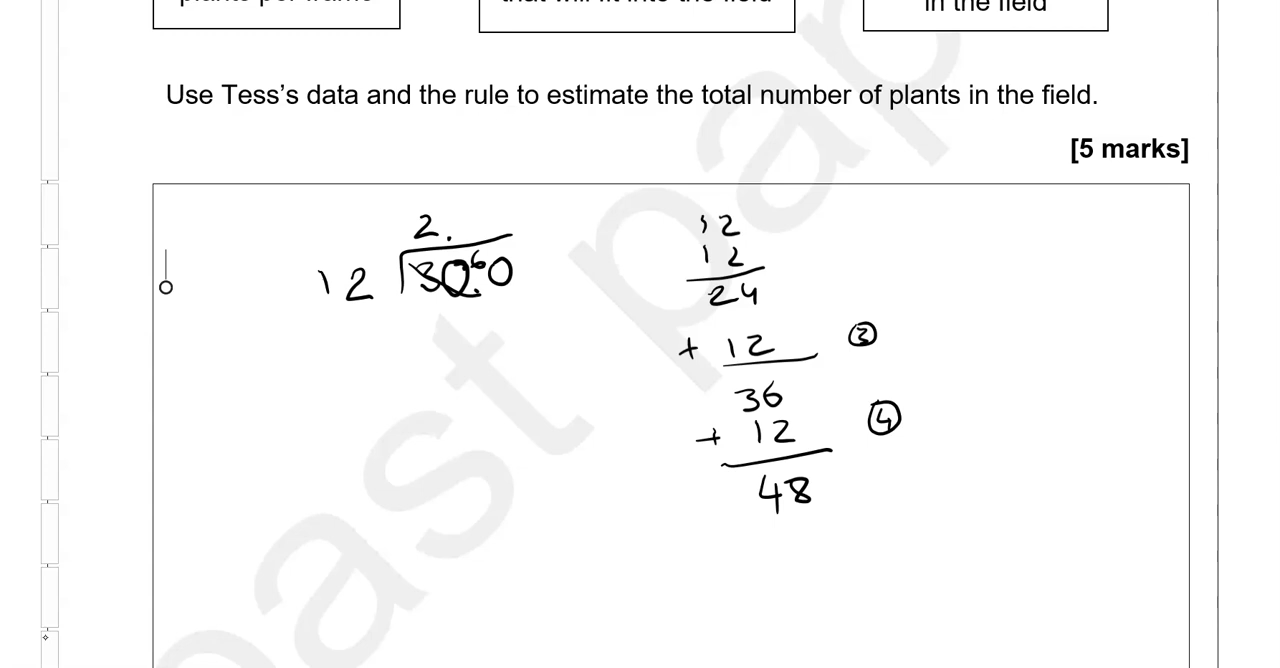 plants per frame
that will fit into the field
in the field
Use Tess's data and the rule to estimate the total number of plants in the field.
[5 marks]
2.
12 30.60
12
12
24
+ 12 ③
36
+ 12 ④
48
past pap